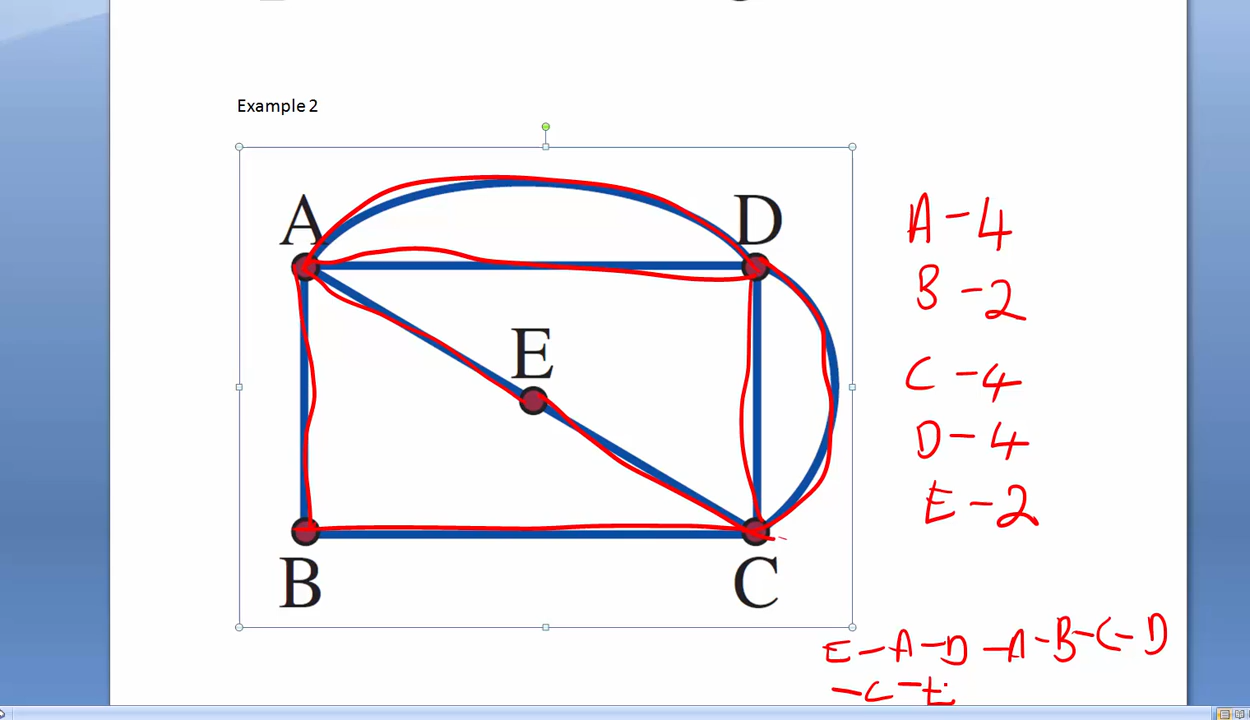 Example 2
A
D
E
B
C
A - 4
B - 2
C - 4
D - 4
E - 2
E - A - D - A - B - C - D
- C - E